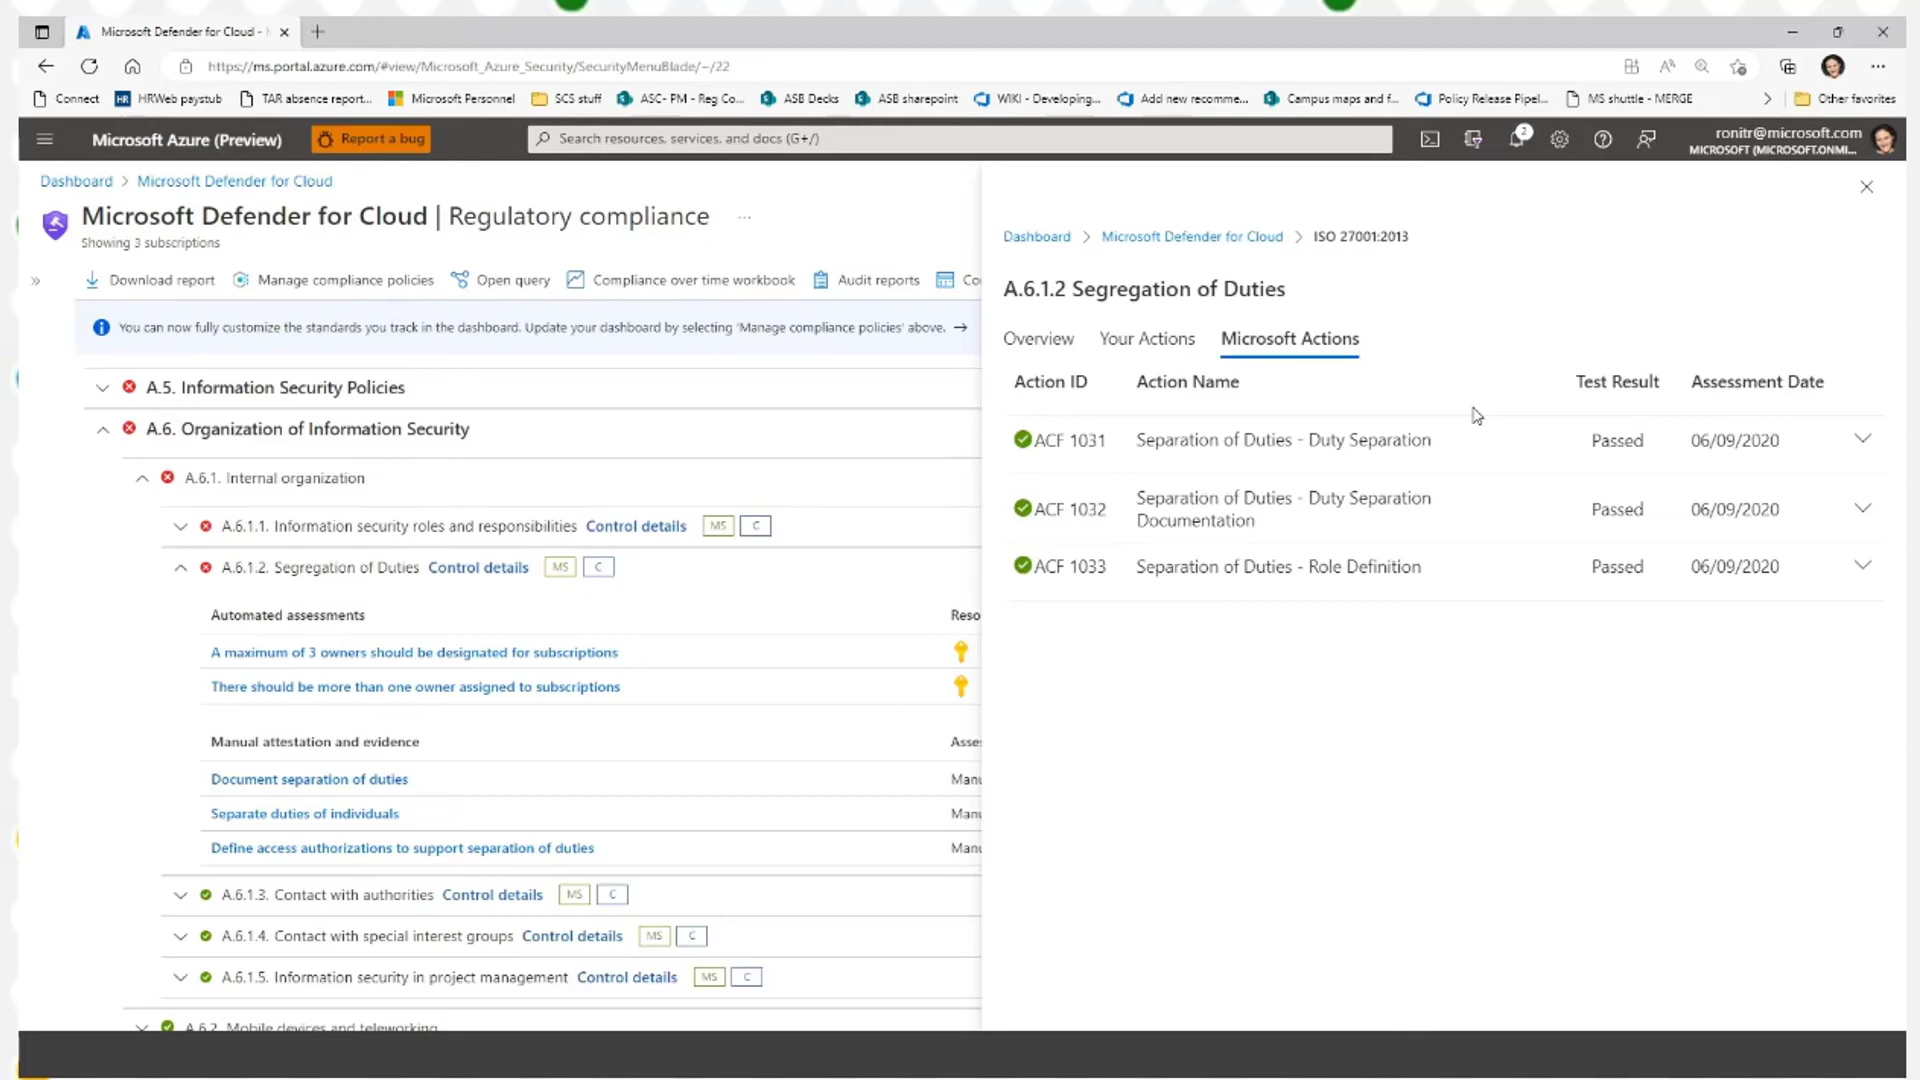 Microsoft Defender for Cloud -
https://ms.portal.azure.com/#view/Microsoft_Azure_Security/SecurityMenuBlade/~/22
Connect HR HRWeb paystub TAR absence report... Microsoft Personnel SCS stuff ASC- PM - Reg Co... ASB Decks ASB sharepoint WIKI - Developing... Add new recomme... Campus maps and f... Policy Release Pipel... MS shuttle - MERGE Other favorites
Microsoft Azure (Preview) Report a bug Search resources, services, and docs (G+/) 2 ronitr@microsoft.com
MICROSOFT (MICROSOFT.ONMI...
Dashboard > Microsoft Defender for Cloud
Microsoft Defender for Cloud | Regulatory compliance ...
Showing 3 subscriptions
Download report Manage compliance policies Open query Compliance over time workbook Audit reports Co
You can now fully customize the standards you track in the dashboard. Update your dashboard by selecting 'Manage compliance policies' above. →
A.5. Information Security Policies
A.6. Organization of Information Security
A.6.1. Internal organization
A.6.1.1. Information security roles and responsibilities Control details MS C
A.6.1.2. Segregation of Duties Control details MS C
Automated assessments Reso
A maximum of 3 owners should be designated for subscriptions
There should be more than one owner assigned to subscriptions
Manual attestation and evidence Asse
Document separation of duties Manu
Separate duties of individuals Manu
Define access authorizations to support separation of duties Manu
A.6.1.3. Contact with authorities Control details MS C
A.6.1.4. Contact with special interest groups Control details MS C
A.6.1.5. Information security in project management Control details MS C
A.6.2. Mobile devices and teleworking
Dashboard > Microsoft Defender for Cloud > ISO 27001:2013
A.6.1.2 Segregation of Duties
Overview Your Actions Microsoft Actions
Action ID Action Name Test Result Assessment Date
ACF 1031 Separation of Duties - Duty Separation Passed 06/09/2020
ACF 1032 Separation of Duties - Duty Separation Documentation Passed 06/09/2020
ACF 1033 Separation of Duties - Role Definition Passed 06/09/2020